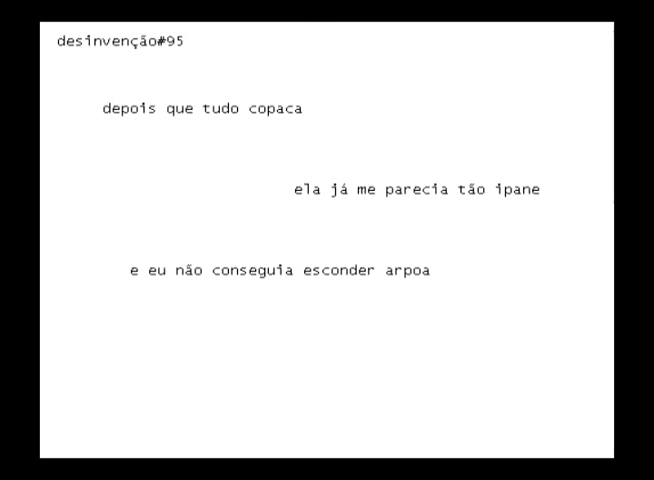 desinvenção#95
depois que tudo copaca
ela já me parecia tão ipane
e eu não conseguia esconder arpoa